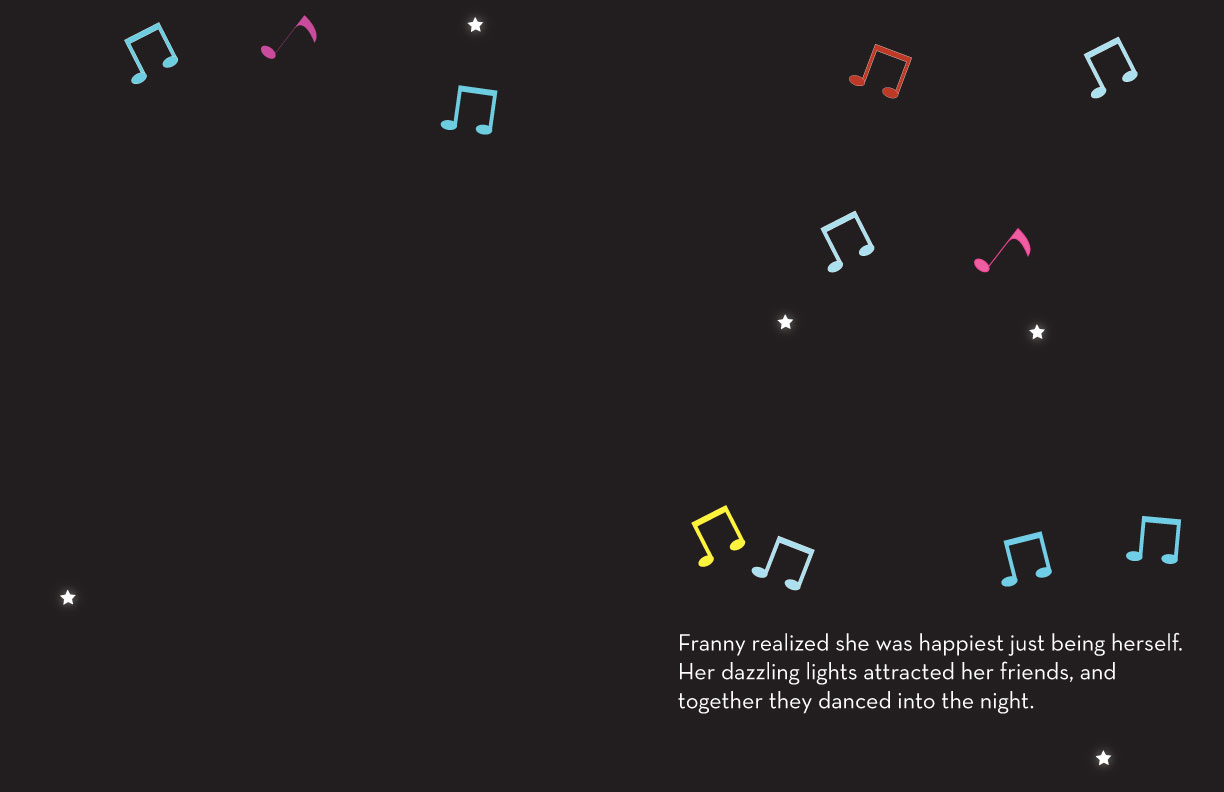 Franny realized she was happiest just being herself.
Her dazzling lights attracted her friends, and
together they danced into the night.